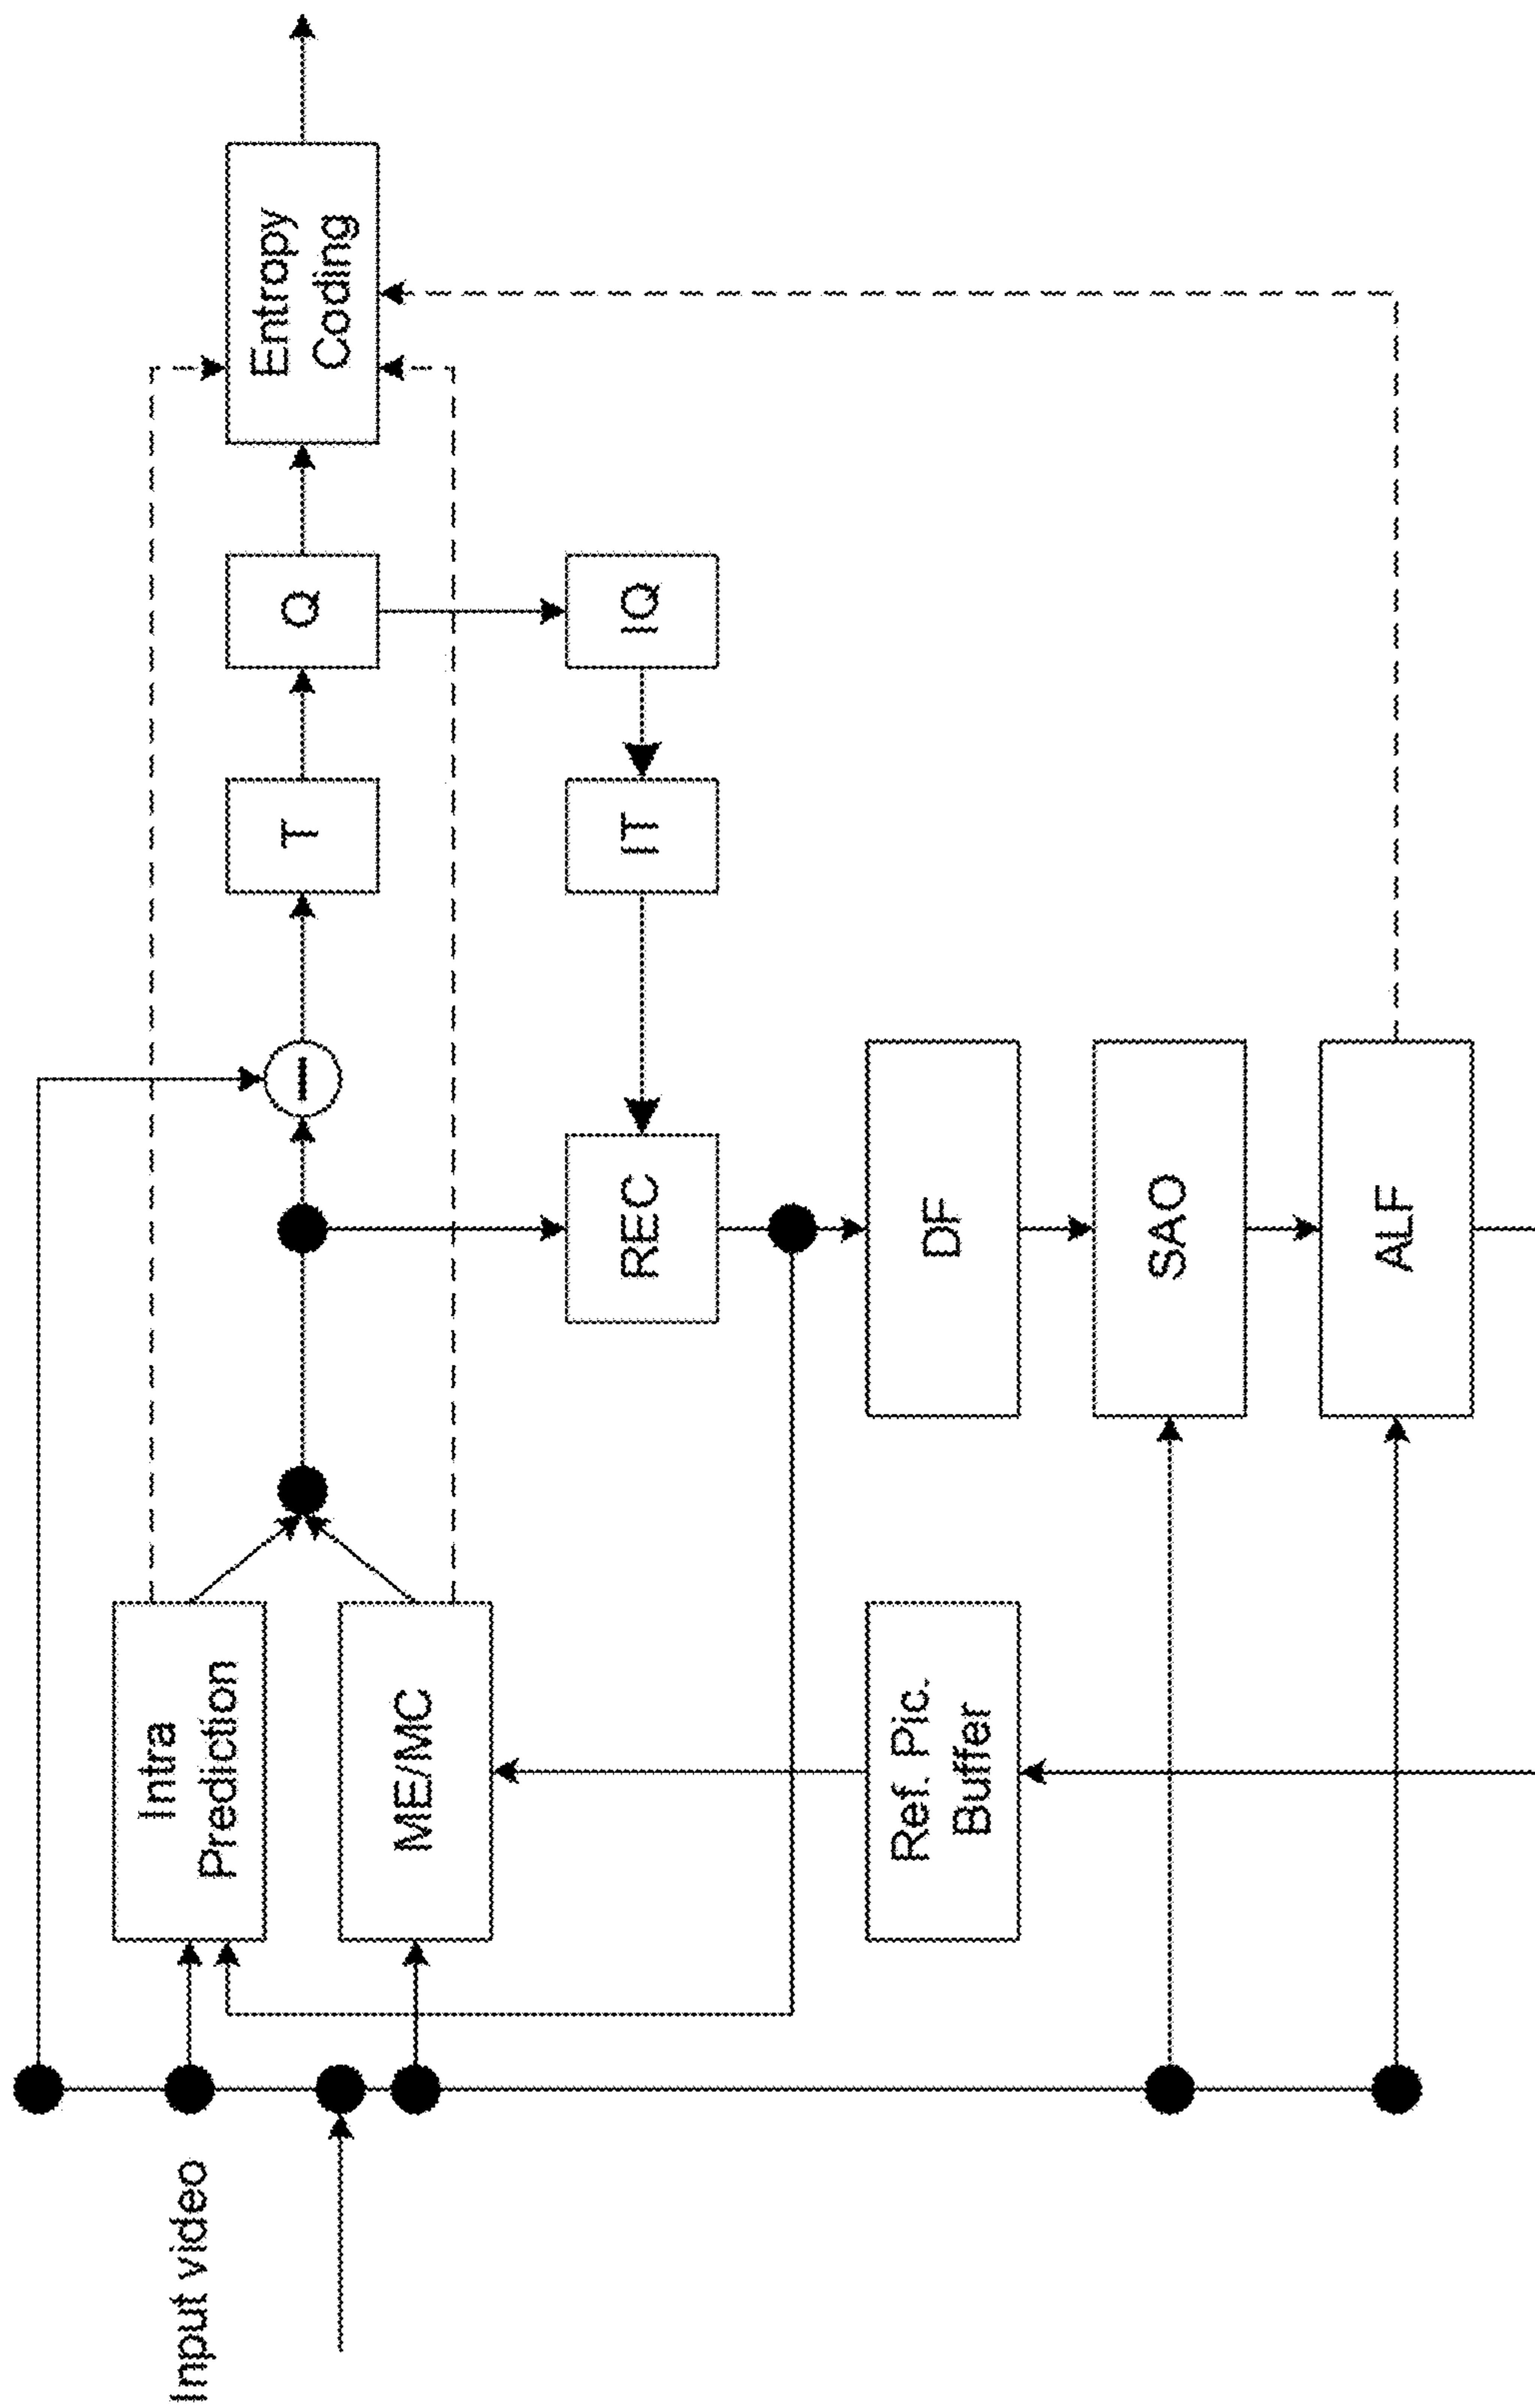 Input video
Intra
Prediction
ME/MC
Ref. Pic.
Buffer
T
Q
Entropy
Coding
REC
IT
IQ
DF
SAO
ALF